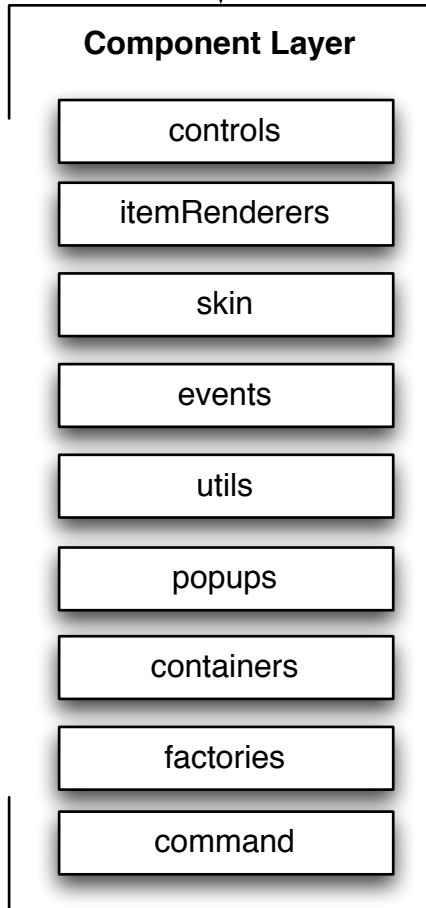 Component Layer
controls
itemRenderers
skin
events
utils
popups
containers
factories
command